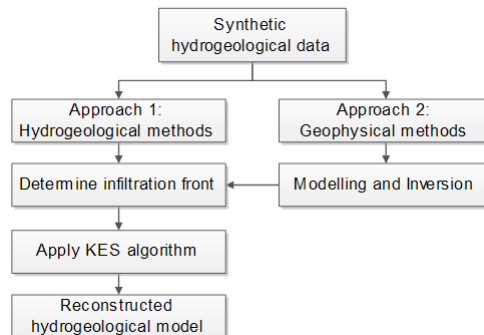 Synthetic
hydrogeological data
Approach 1:
Hydrogeological methods
Approach 2:
Geophysical methods
Determine infiltration front
Modelling and Inversion
Apply KES algorithm
Reconstructed
hydrogeological model